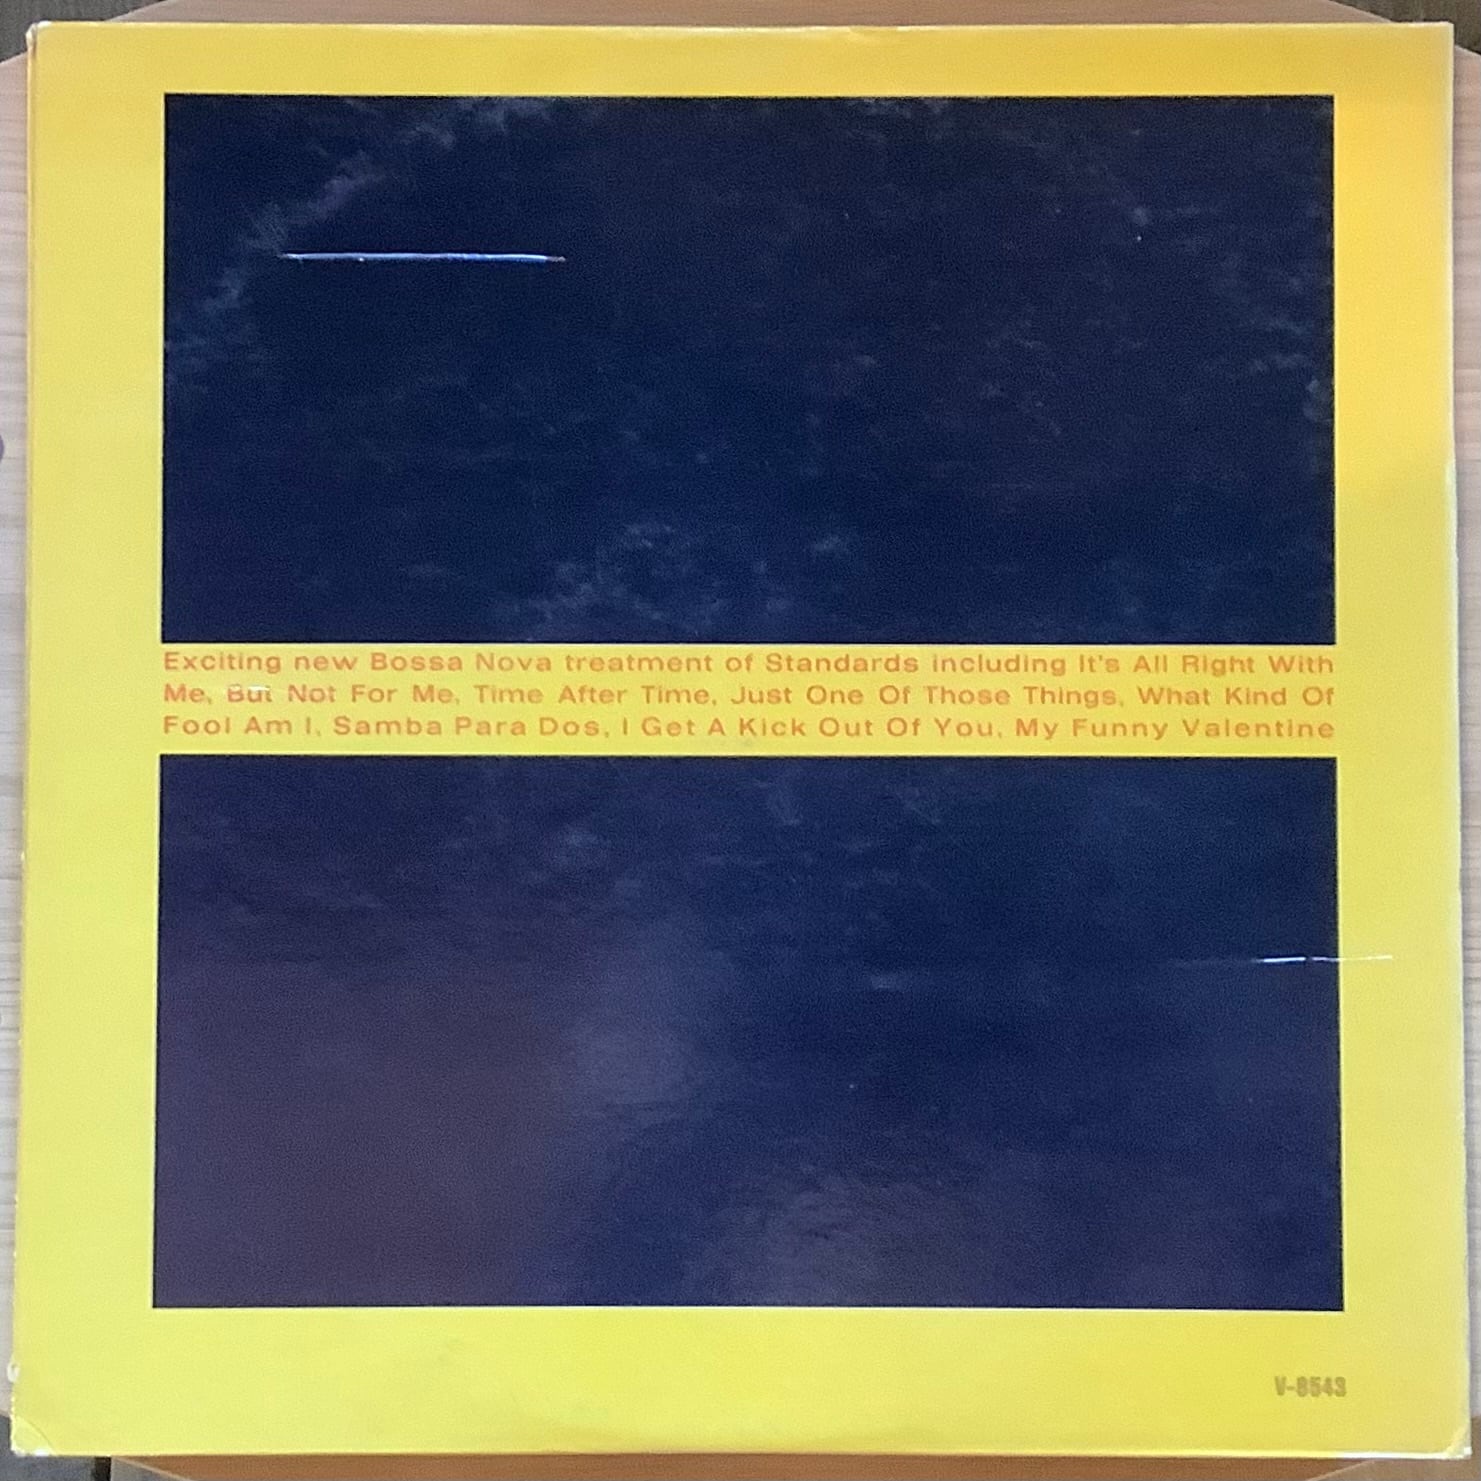 Exciting new Bossa Nova treatment of Standards including It's All Right With
Me, But Not For Me, Time After Time, Just One Of Those Things, What Kind Of
Fool Am I, Samba Para Dos, I Get A Kick Out Of You, My Funny Valentine
V-8543